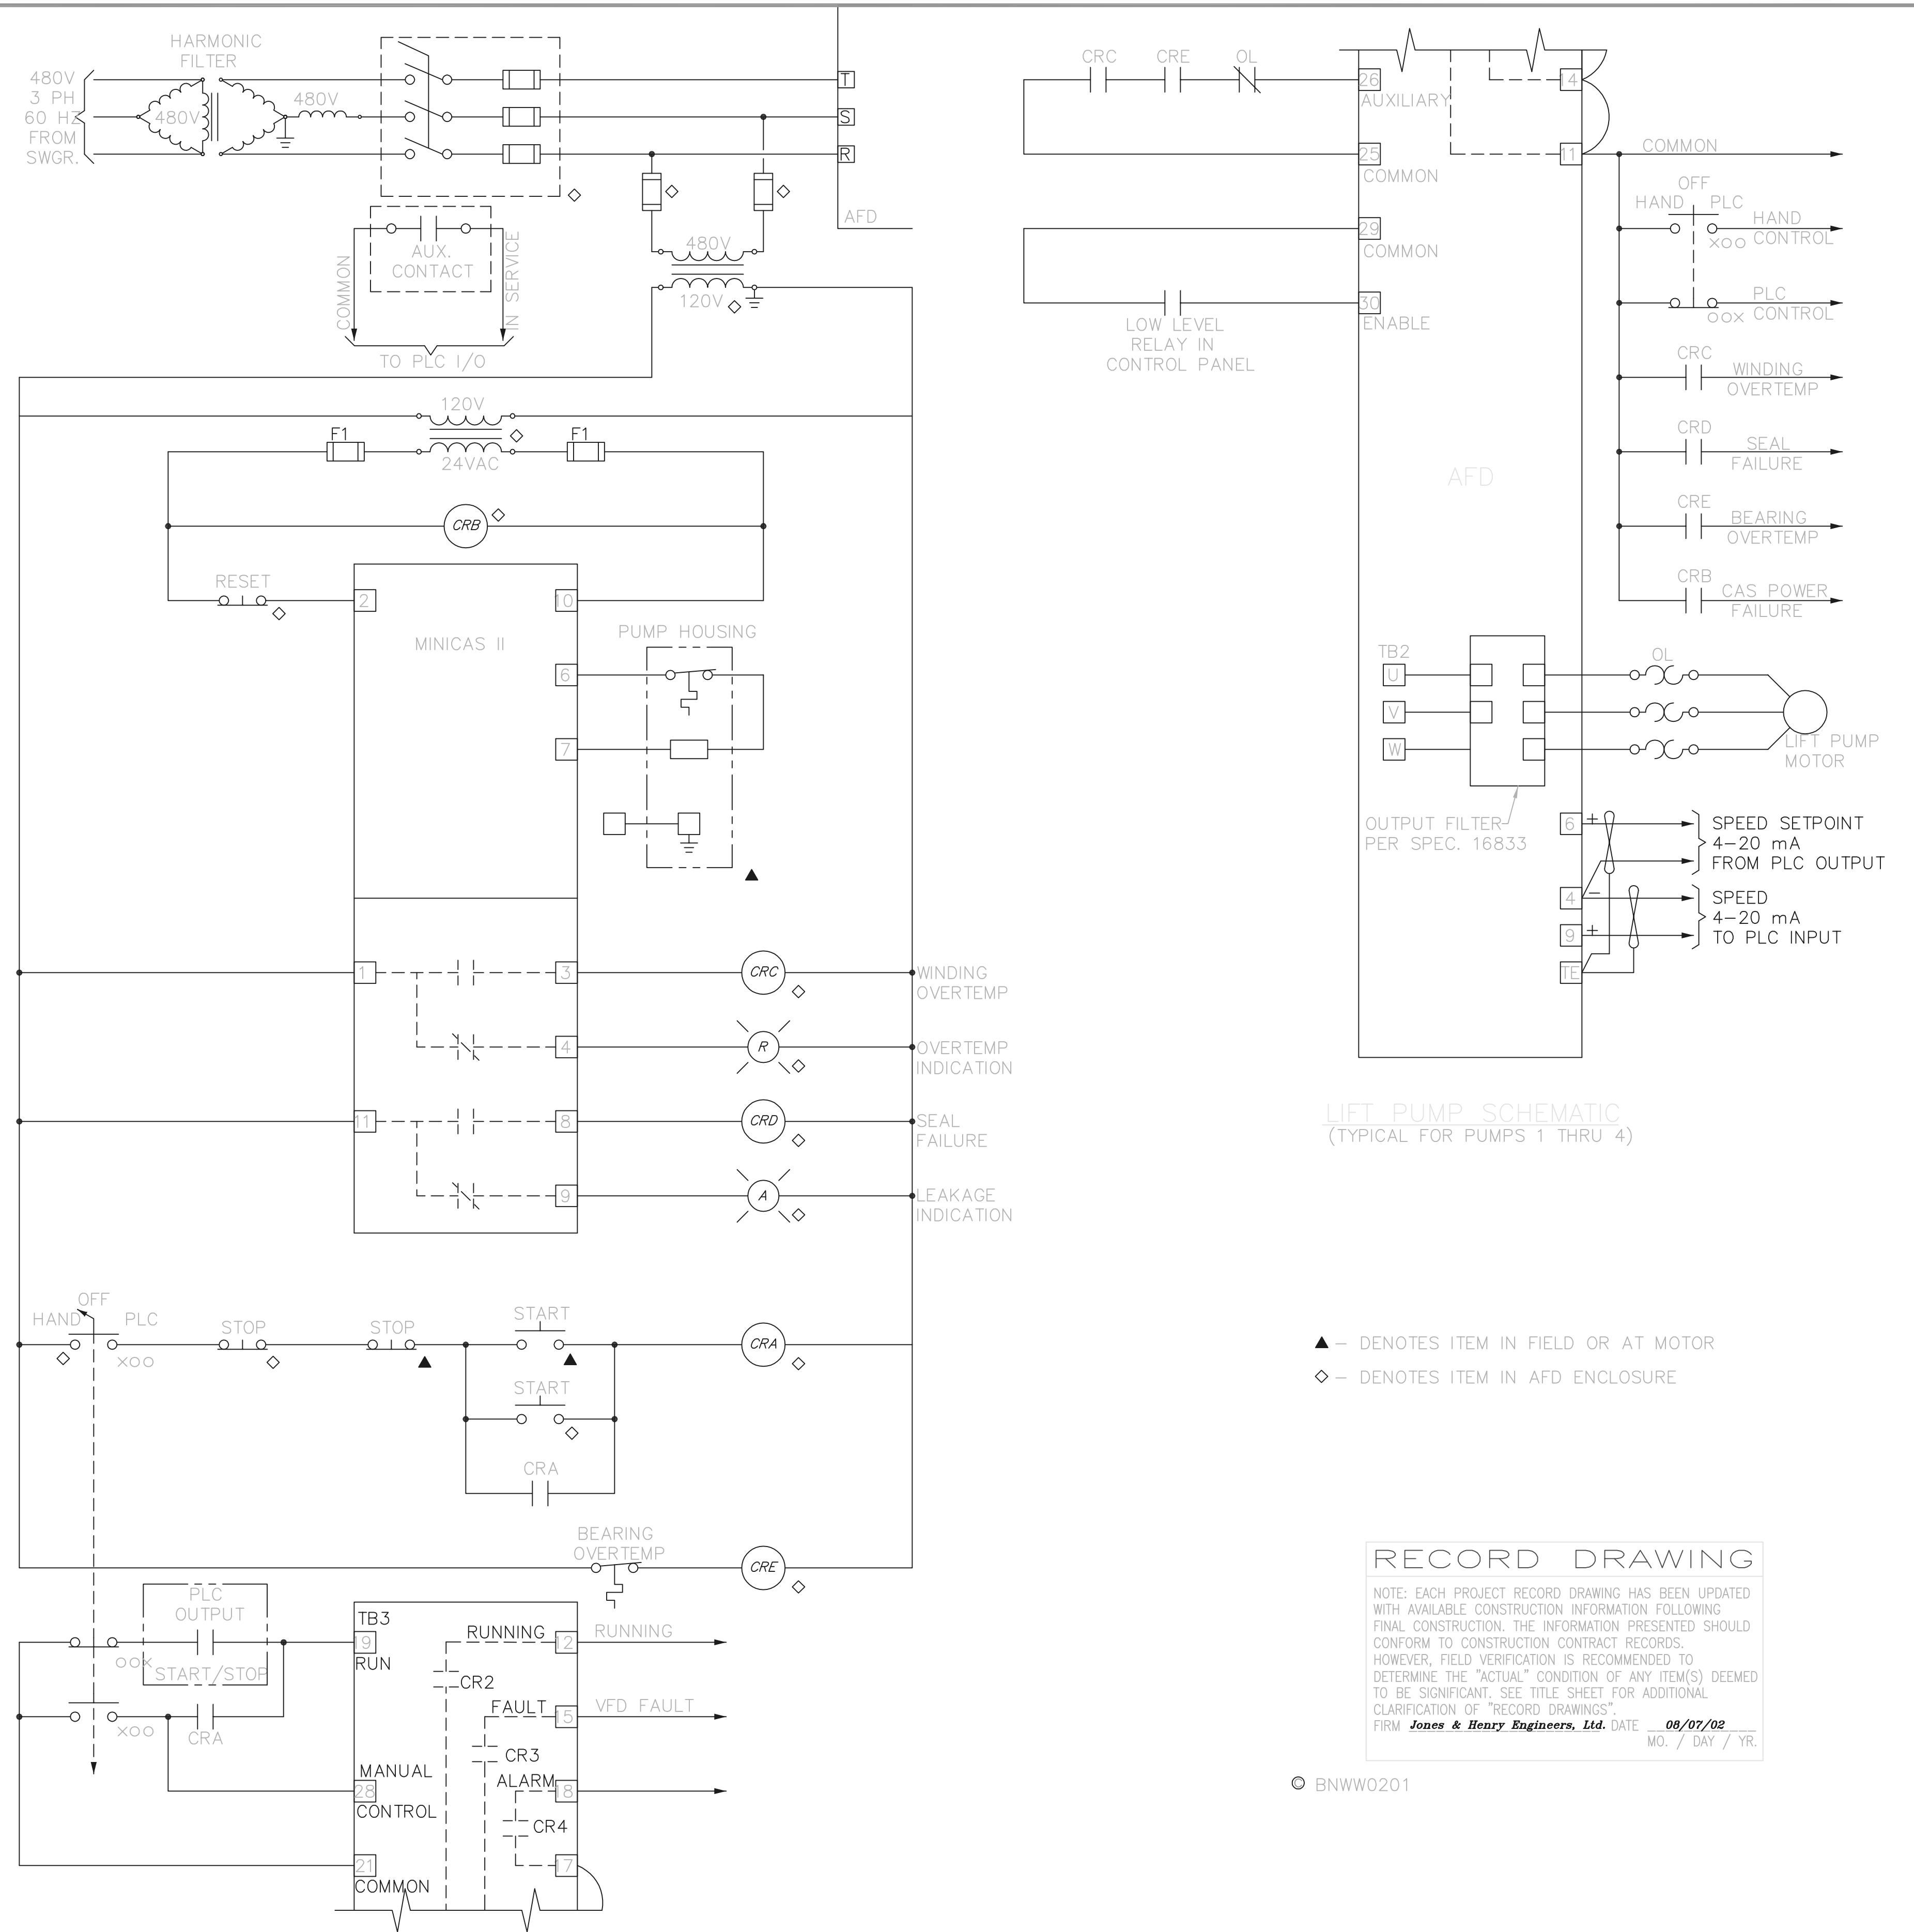 HARMONIC
FILTER
480V
3 PH
60 HZ
FROM
SWGR.
480V
480V
T
S
R
AFD
AUX.
CONTACT
COMMON
IN SERVICE
TO PLC I/O
480V
120V
120V
F1
F1
24VAC
CRB
RESET
2
10
MINICAS II
PUMP HOUSING
6
7
1
3
CRC
WINDING
OVERTEMP
4
R
OVERTEMP
INDICATION
11
8
CRD
SEAL
FAILURE
9
A
LEAKAGE
INDICATION
OFF
HAND
PLC
XOO
STOP
STOP
START
CRA
START
CRA
BEARING
OVERTEMP
CRE
PLC
OUTPUT
OOX
START/STOP
XOO
CRA
TB3
19
RUN
RUNNING
12
RUNNING
CR2
FAULT
15
VFD FAULT
CR3
MANUAL
28
CONTROL
ALARM
18
CR4
21
COMMON
17
CRC
CRE
OL
26
AUXILIARY
25
COMMON
29
COMMON
30
ENABLE
LOW LEVEL
RELAY IN
CONTROL PANEL
14
11
COMMON
OFF
HAND
PLC
XOO
HAND
CONTROL
OOX
PLC
CONTROL
CRC
WINDING
OVERTEMP
CRD
SEAL
FAILURE
CRE
BEARING
OVERTEMP
CRB
CAS POWER
FAILURE
AFD
TB2
U
V
W
OL
LIFT PUMP
MOTOR
OUTPUT FILTER
PER SPEC. 16833
6
+
SPEED SETPOINT
4-20 mA
FROM PLC OUTPUT
4
-
SPEED
4-20 mA
TO PLC INPUT
9
+
TE
LIFT PUMP SCHEMATIC
(TYPICAL FOR PUMPS 1 THRU 4)
▲ - DENOTES ITEM IN FIELD OR AT MOTOR
◇ - DENOTES ITEM IN AFD ENCLOSURE
RECORD DRAWING
NOTE: EACH PROJECT RECORD DRAWING HAS BEEN UPDATED
WITH AVAILABLE CONSTRUCTION INFORMATION FOLLOWING
FINAL CONSTRUCTION. THE INFORMATION PRESENTED SHOULD
CONFORM TO CONSTRUCTION CONTRACT RECORDS.
HOWEVER, FIELD VERIFICATION IS RECOMMENDED TO
DETERMINE THE "ACTUAL" CONDITION OF ANY ITEM(S) DEEMED
TO BE SIGNIFICANT. SEE TITLE SHEET FOR ADDITIONAL
CLARIFICATION OF "RECORD DRAWINGS".
FIRM Jones & Henry Engineers, Ltd. DATE 08/07/02
MO. / DAY / YR.
© BNWW0201